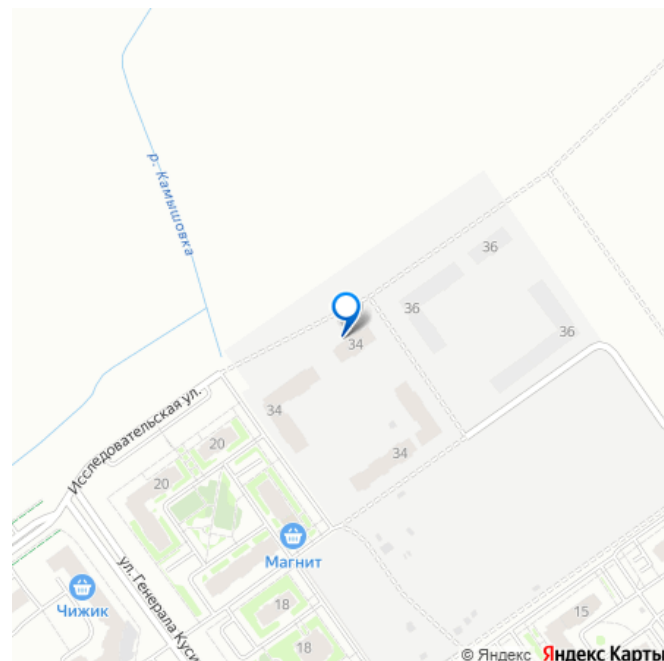 р. Камышовка
36
36
34
36
34
34
Исследовательская ул.
20
20
Магнит
ул. Генерала Куси
Чижик
18
15
18
© Яндекс Яндекс Карты